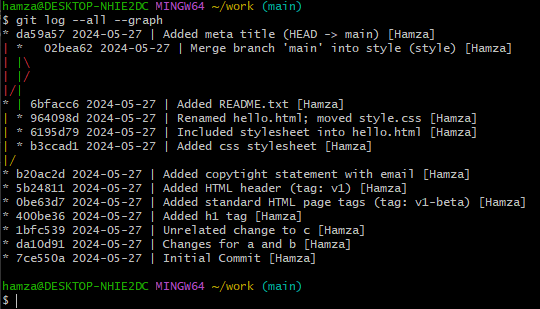 hamza@DESKTOP-NHIE2DC MINGW64 ~/work (main)
$ git log --all --graph
* da59a57 2024-05-27 | Added meta title (HEAD -> main) [Hamza]
| *   02bea62 2024-05-27 | Merge branch 'main' into style (style) [Hamza]
| |\
| |/
|/|
* | 6bfacc6 2024-05-27 | Added README.txt [Hamza]
| * 964098d 2024-05-27 | Renamed hello.html; moved style.css [Hamza]
| * 6195d79 2024-05-27 | Included stylesheet into hello.html [Hamza]
| * b3ccad1 2024-05-27 | Added css stylesheet [Hamza]
|/
* b20ac2d 2024-05-27 | Added copytight statement with email [Hamza]
* 5b24811 2024-05-27 | Added HTML header (tag: v1) [Hamza]
* 0be63d7 2024-05-27 | Added standard HTML page tags (tag: v1-beta) [Hamza]
* 400be36 2024-05-27 | Added h1 tag [Hamza]
* 1bfc539 2024-05-27 | Unrelated change to c [Hamza]
* da10d91 2024-05-27 | Changes for a and b [Hamza]
* 7ce550a 2024-05-27 | Initial Commit [Hamza]
hamza@DESKTOP-NHIE2DC MINGW64 ~/work (main)
$